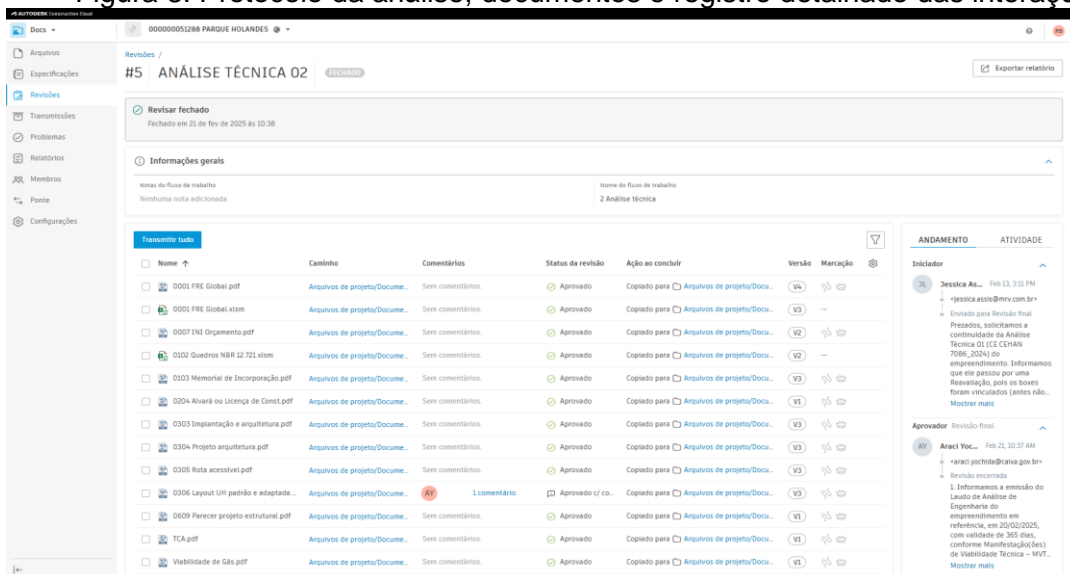 Figura 3. Protocolo da análise, documentos e registro detalhado das interaç
AUTODESK Construction Cloud
Docs
000000051288 PARQUE HOLANDES
RB
Arquivos
Especificações
Revisões
Transmissões
Problemas
Relatórios
Membros
Ponte
Configurações
Revisões /
#5 ANÁLISE TÉCNICA 02 FECHADO
Exportar relatório
Revisar fechado
Fechado em 21 de fev de 2025 às 10:38
Informações gerais
Notas do fluxo de trabalho
Nenhuma nota adicionada
Nome do fluxo de trabalho
2 Análise técnica
Transmitir tudo
Nome Caminho Comentários Status da revisão Ação ao concluir Versão Marcação
0001 FRE Global.pdf Arquivos de projeto/Docume... Sem comentários. Aprovado Copiado para Arquivos de projeto/Docu... V4
0001 FRE Global.xlsm Arquivos de projeto/Docume... Sem comentários. Aprovado Copiado para Arquivos de projeto/Docu... V3 --
0007 INI Orçamento.pdf Arquivos de projeto/Docume... Sem comentários. Aprovado Copiado para Arquivos de projeto/Docu... V2
0102 Quadros NBR 12.721.xlsm Arquivos de projeto/Docume... Sem comentários. Aprovado Copiado para Arquivos de projeto/Docu... V2 --
0103 Memorial de Incorporação.pdf Arquivos de projeto/Docume... Sem comentários. Aprovado Copiado para Arquivos de projeto/Docu... V3
0204 Alvará ou Licença de Const.pdf Arquivos de projeto/Docume... Sem comentários. Aprovado Copiado para Arquivos de projeto/Docu... V1
0303 Implantação e arquitetura.pdf Arquivos de projeto/Docume... Sem comentários. Aprovado Copiado para Arquivos de projeto/Docu... V3
0304 Projeto arquitetura.pdf Arquivos de projeto/Docume... Sem comentários. Aprovado Copiado para Arquivos de projeto/Docu... V3
0305 Rota acessível.pdf Arquivos de projeto/Docume... Sem comentários. Aprovado Copiado para Arquivos de projeto/Docu... V3
0306 Layout UH padrão e adaptada... Arquivos de projeto/Docume... AY 1 comentário Aprovado c/ co... Copiado para Arquivos de projeto/Docu... V3
0609 Parecer projeto estrutural.pdf Arquivos de projeto/Docume... Sem comentários. Aprovado Copiado para Arquivos de projeto/Docu... V1
TCA.pdf Arquivos de projeto/Docume... Sem comentários. Aprovado Copiado para Arquivos de projeto/Docu... V1
Viabilidade de Gás.pdf Arquivos de projeto/Docume... Sem comentários. Aprovado Copiado para Arquivos de projeto/Docu... V1
ANDAMENTO ATIVIDADE
Iniciador
JL Jessica As... Feb 13, 3:11 PM
<jessica.assis@mrv.com.br>
Enviado para Revisão final
Prezados, solicitamos a
continuidade da Análise
Técnica 01 (CE CEHAN
7086_2024) do
empreendimento. Informamos
que ele passou por uma
Reavaliação, pois os boxes
foram vinculados (antes não...
Mostrar mais
Aprovador Revisão final
AY Araci Yoc... Feb 21, 10:37 AM
<araci.yochida@caixa.gov.br>
Revisão encerrada
1. Informamos a emissão do
Laudo de Análise de
Engenharia do
empreendimento em
referência, em 20/02/2025,
com validade de 365 dias,
conforme Manifestação(ões)
de Viabilidade Técnica – MVT...
Mostrar mais